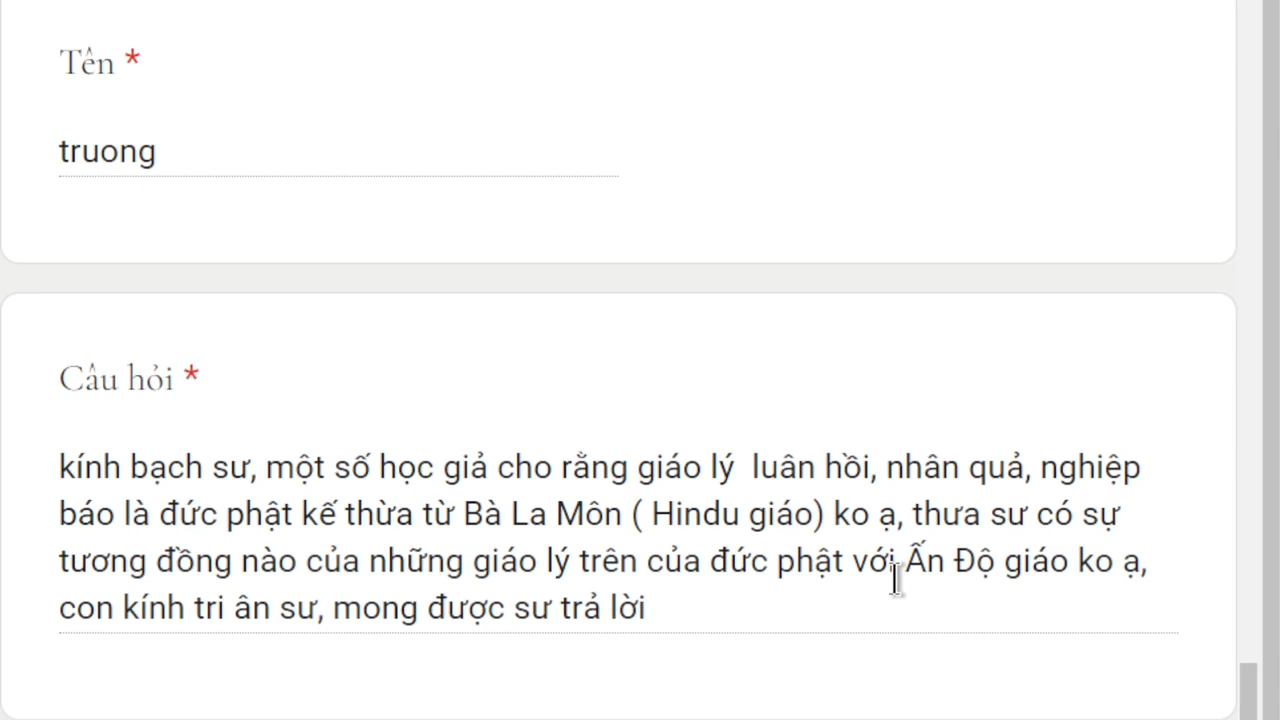 Tên *
truong
Câu hỏi *
kính bạch sư, một số học giả cho rằng giáo lý  luân hồi, nhân quả, nghiệp
báo là đức phật kế thừa từ Bà La Môn ( Hindu giáo) ko ạ, thưa sư có sự
tương đồng nào của những giáo lý trên của đức phật với Ấn Độ giáo ko ạ,
con kính tri ân sư, mong được sư trả lời